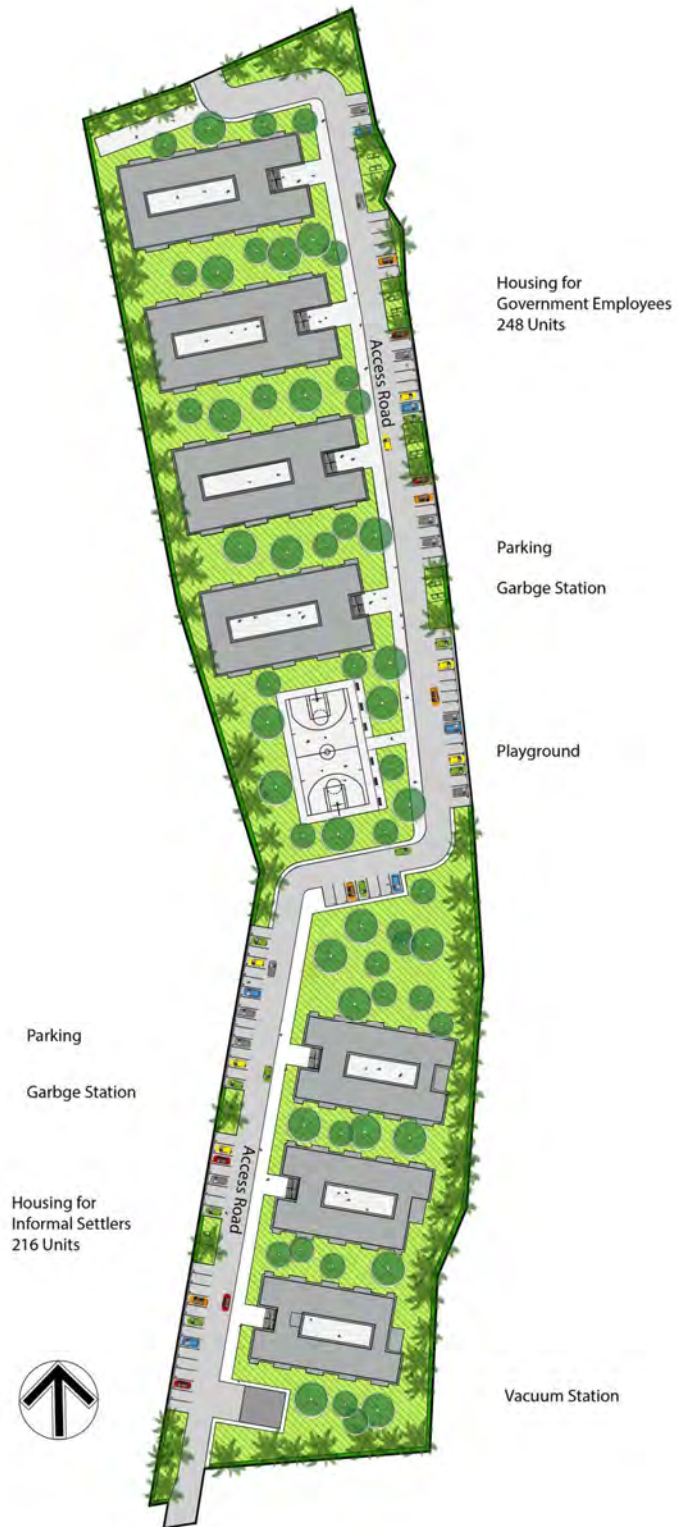 Housing for
Government Employees
248 Units
Access Road
Parking
Garbge Station
Playground
Parking
Garbge Station
Access Road
Housing for
Informal Settlers
216 Units
Vacuum Station